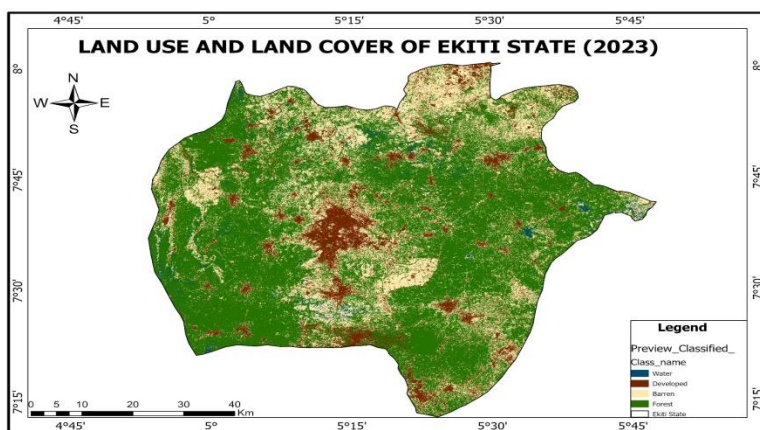 4°45' 5° 5°15' 5°30' 5°45'
LAND USE AND LAND COVER OF EKITI STATE (2023)
8° 8°
N
W E
S
7°45' 7°45'
7°30' 7°30'
Legend
Preview_Classified_
Class_name
Water
Developed
Barren
Forest
Ekiti State
7°15' 7°15'
0 2.5 5 10 20 30 40
Km
4°45' 5° 5°15' 5°30' 5°45'